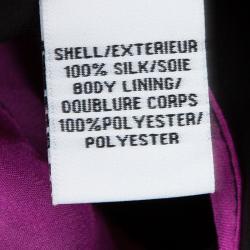 SHELL/EXTERIEUR
100% SILK/SOIE
BODY LINING/
DOUBLURE CORPS
100%POLYESTER/
POLYESTER